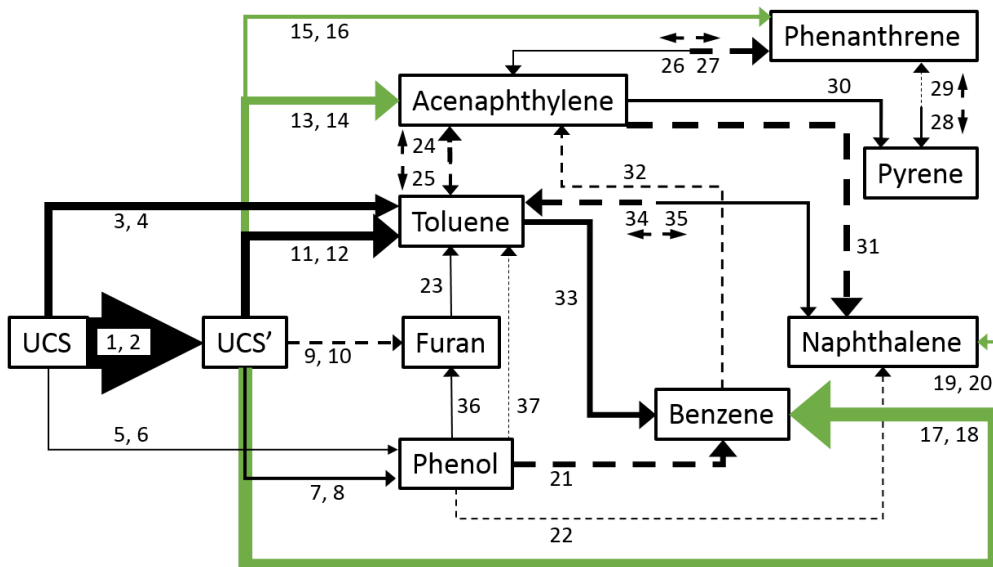 15, 16
Phenanthrene
26 27
13, 14
Acenaphthylene
30
29
28
24
25
32
Pyrene
3, 4
11, 12
Toluene
34 35
31
23
33
UCS
1, 2
UCS’
9, 10
Furan
Naphthalene
19, 20
36
37
Benzene
17, 18
5, 6
Phenol
7, 8
21
22